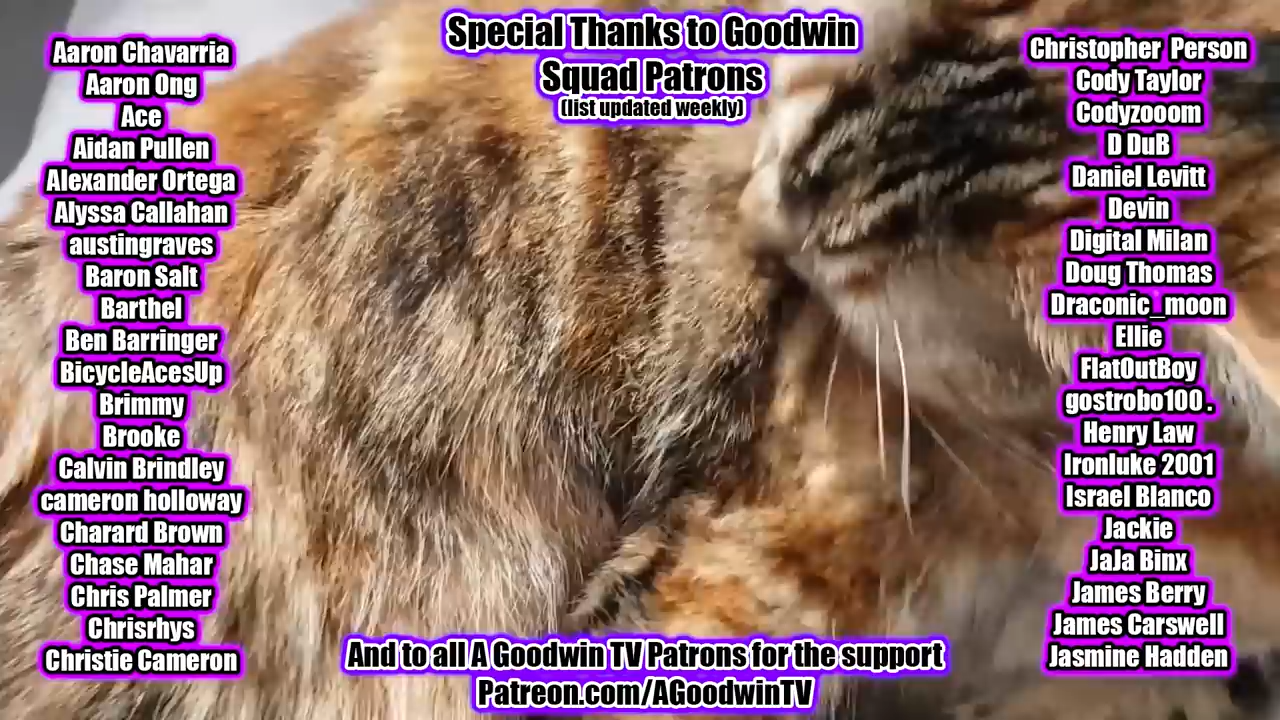 Special Thanks to Goodwin
Squad Patrons
(list updated weekly)
Aaron Chavarria
Aaron Ong
Ace
Aidan Pullen
Alexander Ortega
Alyssa Callahan
austingraves
Baron Salt
Barthel
Ben Barringer
BicycleAcesUp
Brimmy
Brooke
Calvin Brindley
cameron holloway
Charard Brown
Chase Mahar
Chris Palmer
Chrisrhys
Christie Cameron
Christopher  Person
Cody Taylor
Codyzooom
D DuB
Daniel Levitt
Devin
Digital Milan
Doug Thomas
Draconic_moon
Ellie
FlatOutBoy
gostrobo100 .
Henry Law
Ironluke 2001
Israel Blanco
Jackie
JaJa Binx
James Berry
James Carswell
Jasmine Hadden
And to all A Goodwin TV Patrons for the support
Patreon.com/AGoodwinTV